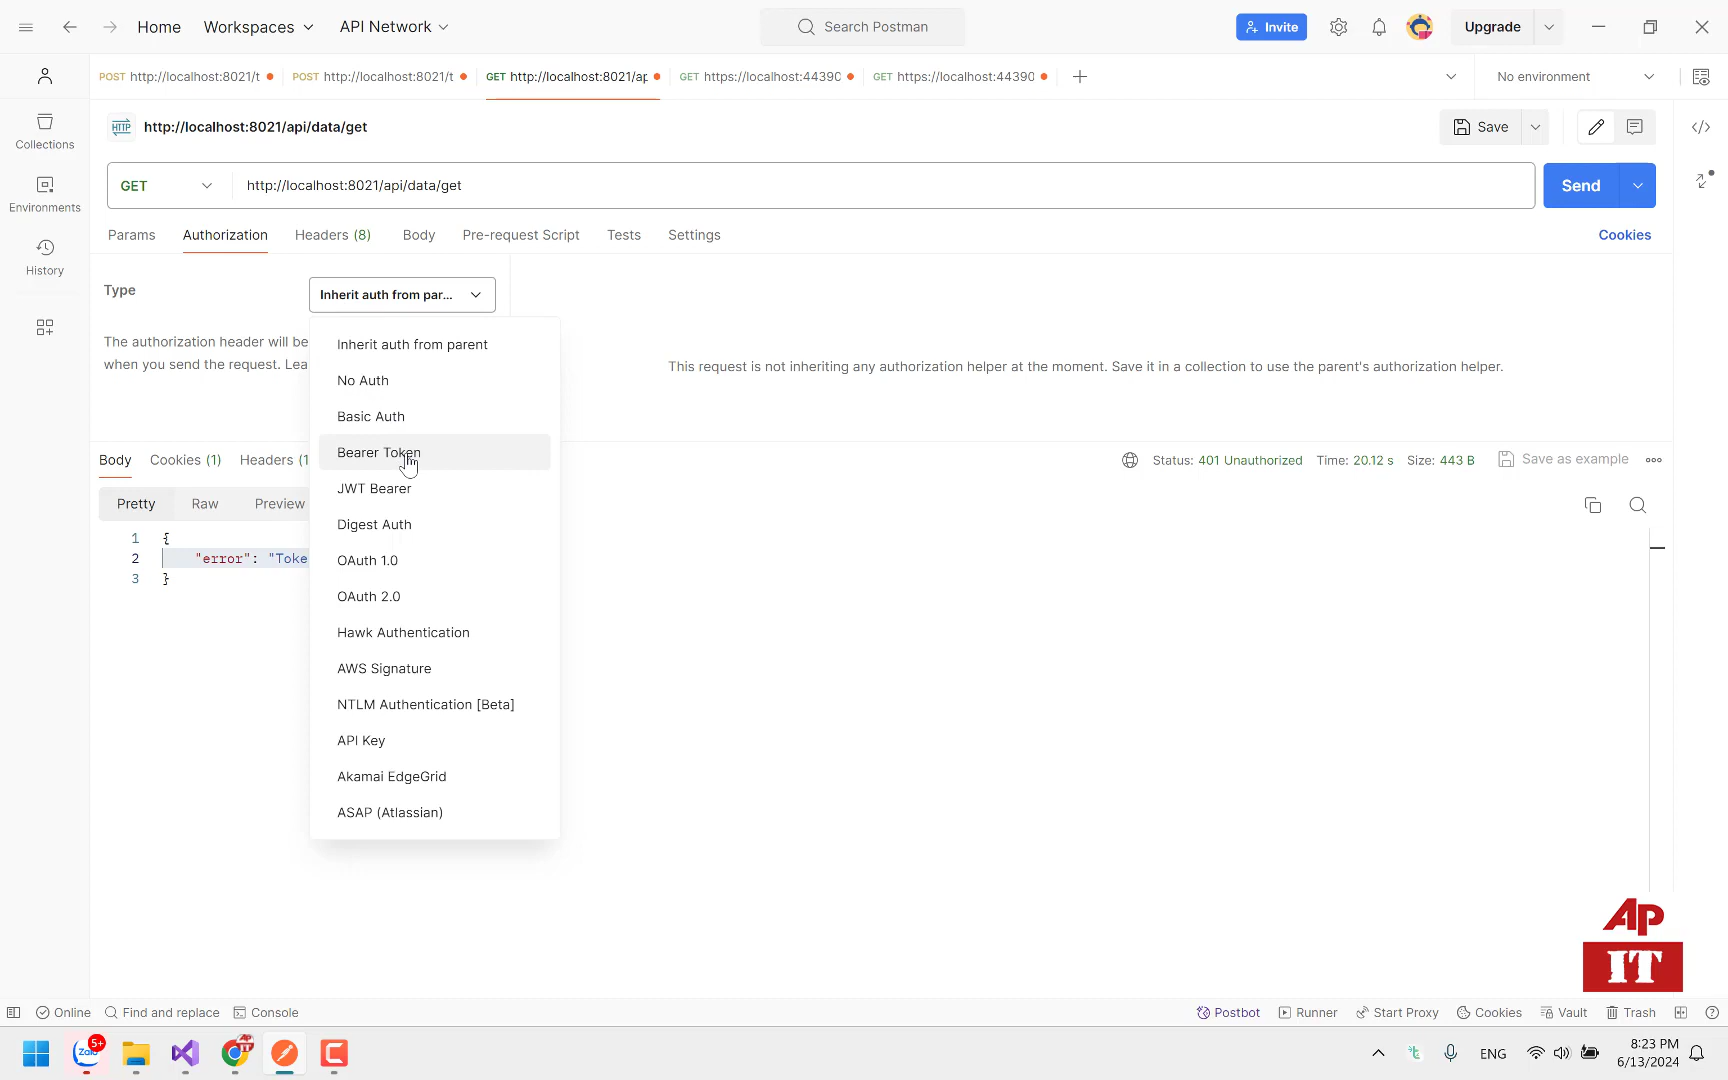 Home
Workspaces
API Network
Search Postman
Invite
Upgrade
POST http://localhost:8021/t
POST http://localhost:8021/t
GET http://localhost:8021/ap
GET https://localhost:44390
GET https://localhost:44390
No environment
HTTP http://localhost:8021/api/data/get
Save
Collections
GET http://localhost:8021/api/data/get
Send
Environments
Params
Authorization
Headers (8)
Body
Pre-request Script
Tests
Settings
Cookies
History
Type
Inherit auth from par...
The authorization header will be
when you send the request. Lea
This request is not inheriting any authorization helper at the moment. Save it in a collection to use the parent's authorization helper.
Inherit auth from parent
No Auth
Basic Auth
Bearer Token
JWT Bearer
Digest Auth
OAuth 1.0
OAuth 2.0
Hawk Authentication
AWS Signature
NTLM Authentication [Beta]
API Key
Akamai EdgeGrid
ASAP (Atlassian)
Body
Cookies (1)
Headers (1
Status: 401 Unauthorized
Time: 20.12 s
Size: 443 B
Save as example
Pretty
Raw
Preview
1 {
2 "error": "Toke
3 }
AP
IT
Online
Find and replace
Console
Postbot
Runner
Start Proxy
Cookies
Vault
Trash
Zalo
5+
AP
IT
ENG
8:23 PM
6/13/2024